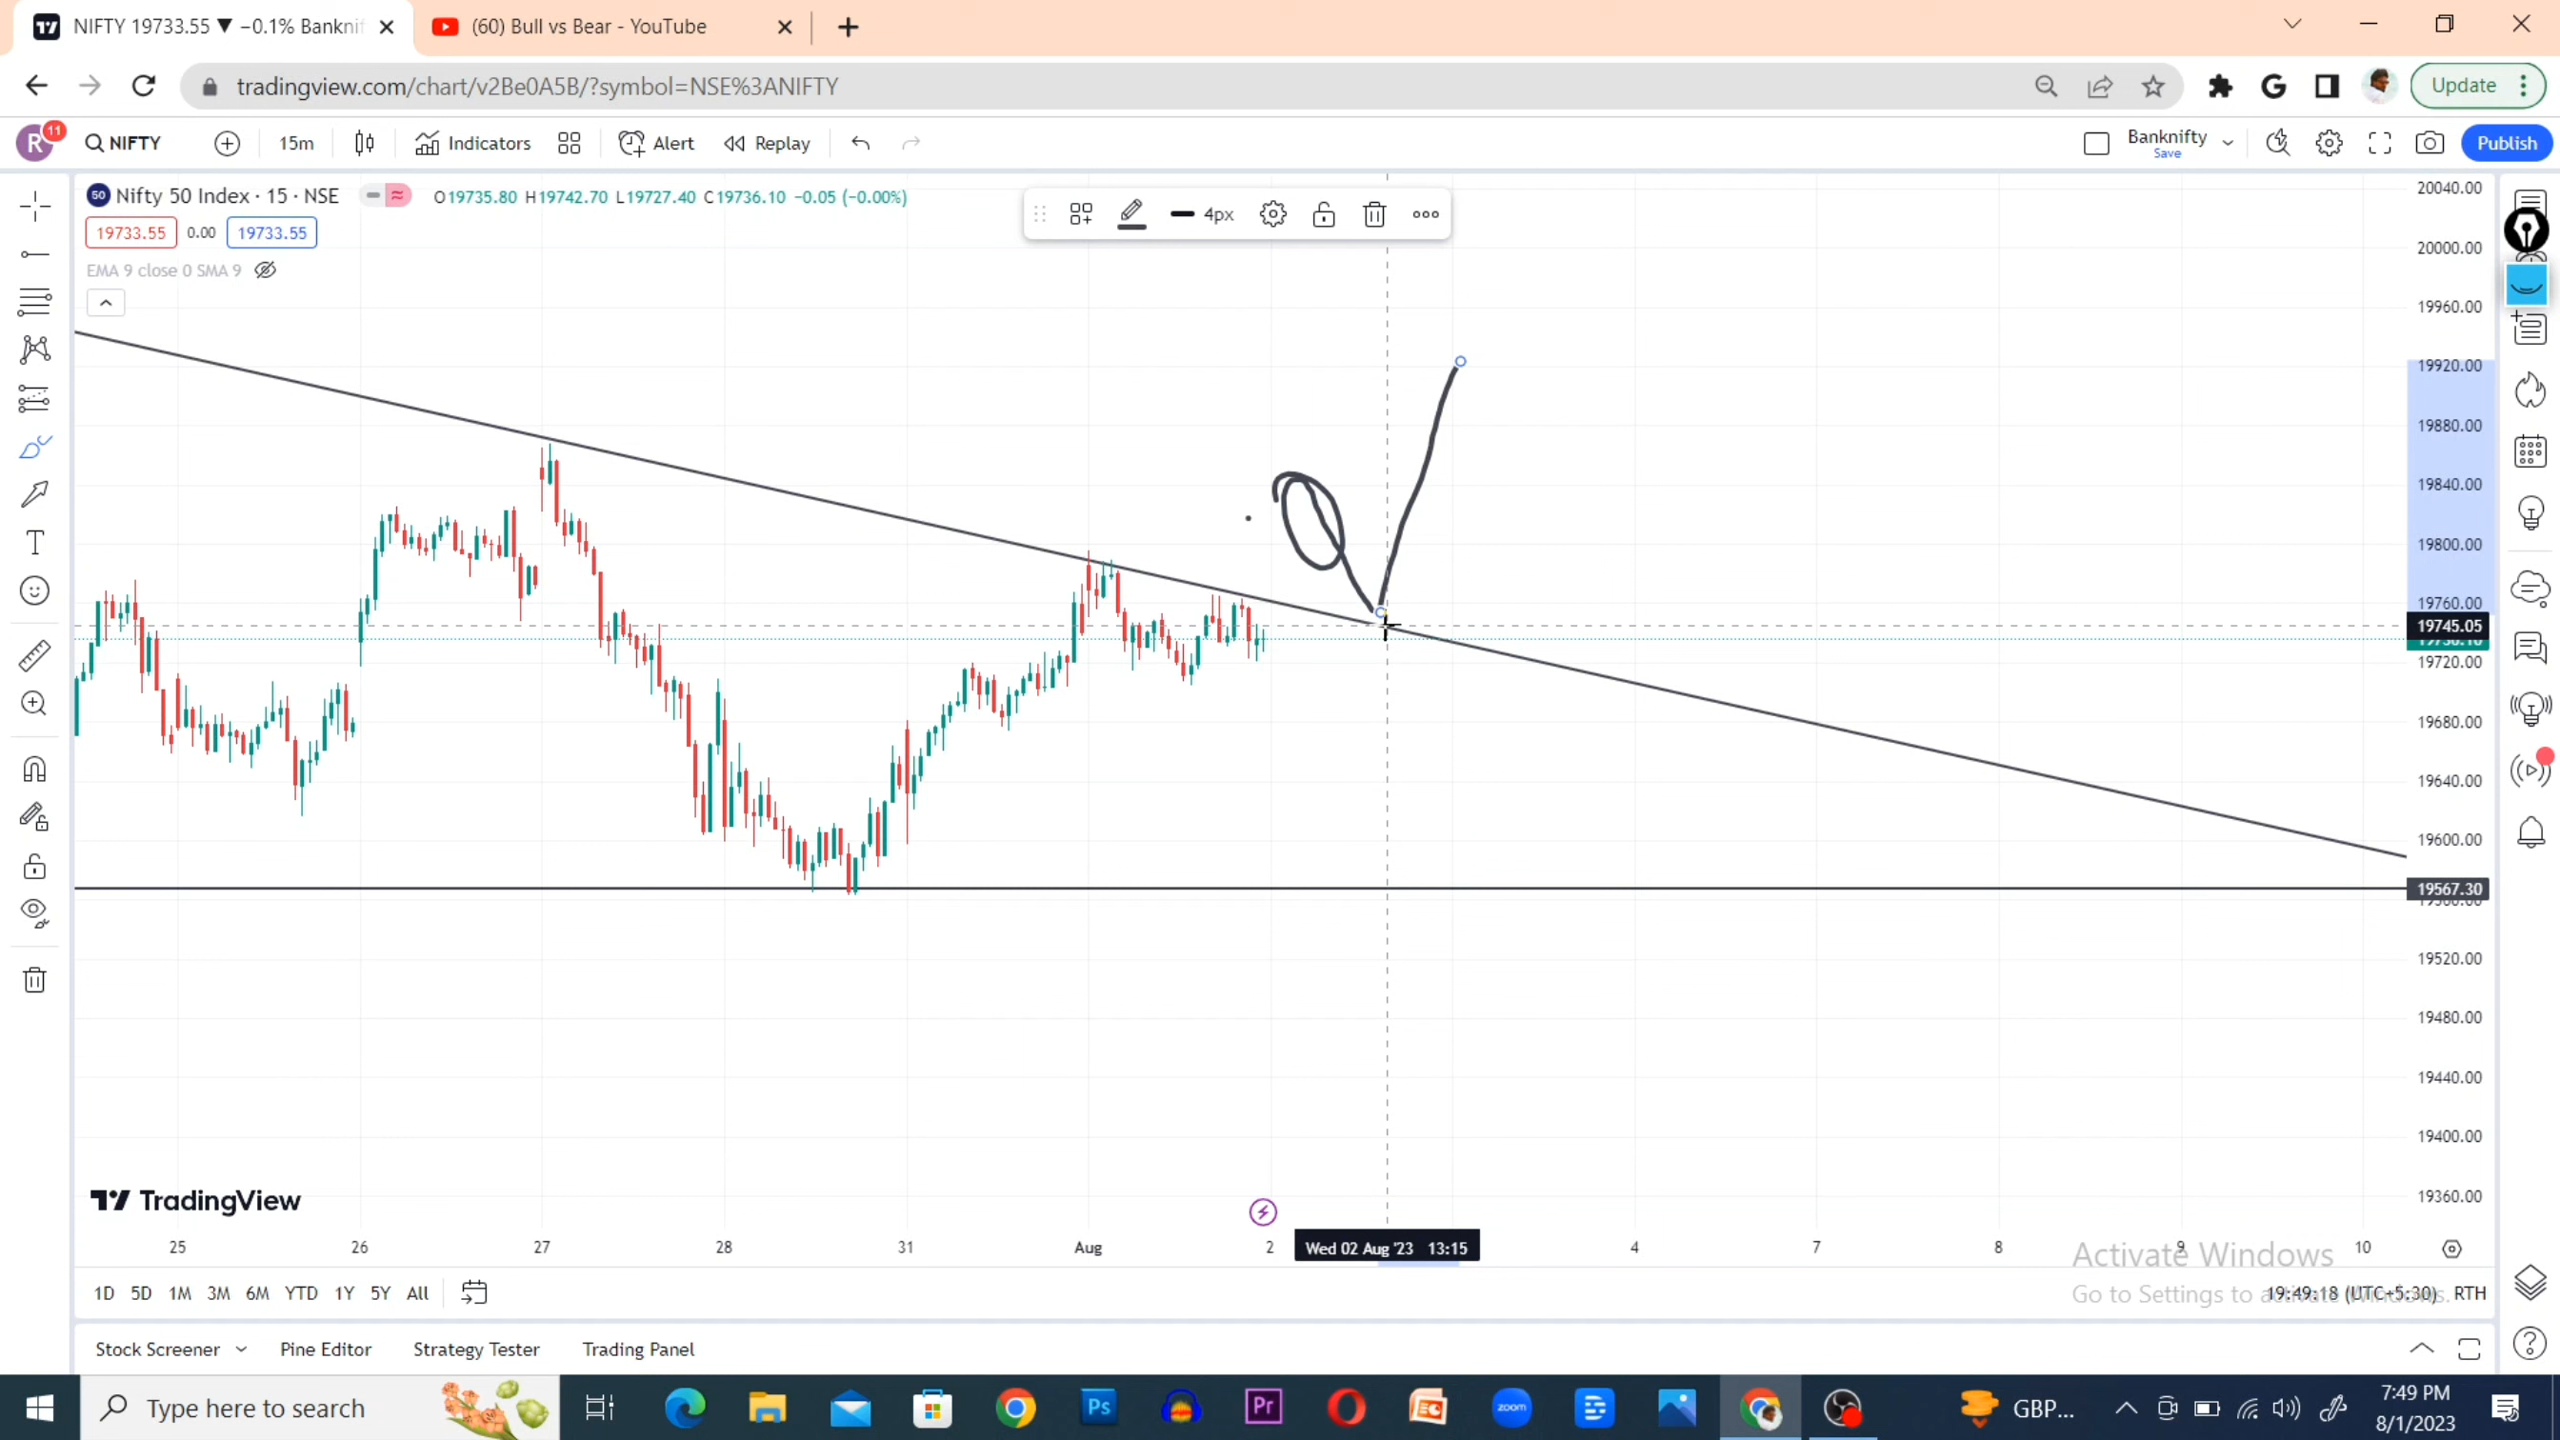 NIFTY 19733.55 ▼ −0.1% Banknif
(60) Bull vs Bear - YouTube
tradingview.com/chart/v2Be0A5B/?symbol=NSE%3ANIFTY
Update
R 11
NIFTY
15m
Indicators
Alert
Replay
Banknifty
Save
Publish
50 Nifty 50 Index · 15 · NSE
O19735.80 H19742.70 L19727.40 C19736.10 −0.05 (−0.00%)
4px
19733.55 0.00 19733.55
EMA 9 close 0 SMA 9
20040.00
20000.00
19960.00
19920.00
19880.00
19840.00
19800.00
19760.00
19745.05
19720.00
19680.00
19640.00
19600.00
19567.30
19520.00
19480.00
19440.00
19400.00
19360.00
TradingView
25 26 27 28 31 Aug 2 Wed 02 Aug '23 13:15 4 7 8 9 10
Activate Windows
Go to Settings to activate Windows.
1D 5D 1M 3M 6M YTD 1Y 5Y All
19:49:18 (UTC+5:30) RTH
Stock Screener Pine Editor Strategy Tester Trading Panel
Type here to search
Ps
Pr
zoom
GBP...
7:49 PM
8/1/2023